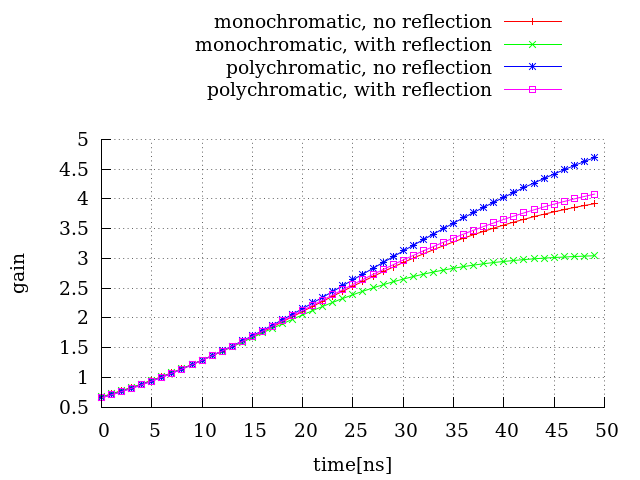 monochromatic, no reflection
monochromatic, with reflection
polychromatic, no reflection
polychromatic, with reflection
5
4.5
4
3.5
3
2.5
2
1.5
1
0.5
gain
0 5 10 15 20 25 30 35 40 45 50
time[ns]